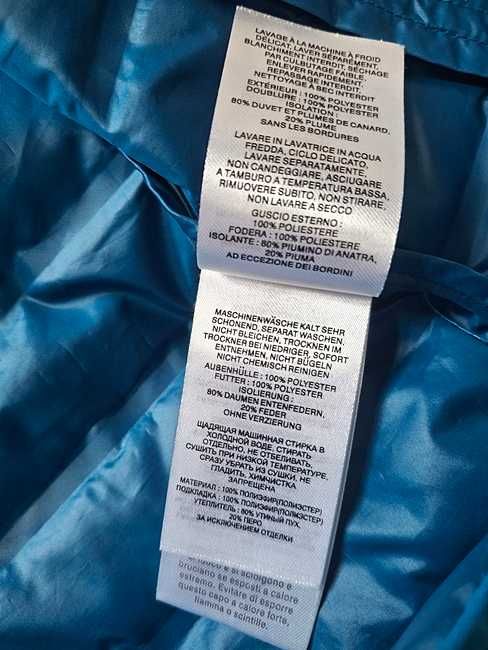 LAVAGE À LA MACHINE À FROID
DÉLICAT, LAVER SÉPARÉMENT,
BLANCHIMENT INTERDIT, SÉCHAGE
PAR CULBUTAGE FAIBLE,
ENLEVER RAPIDEMENT,
REPASSAGE INTERDIT,
NETTOYAGE À SEC INTERDIT
EXTÉRIEUR : 100% POLYESTER
DOUBLURE : 100% POLYESTER
ISOLATION :
80% DUVET ET PLUMES DE CANARD,
20% PLUME
SANS LES BORDURES
LAVARE IN LAVATRICE IN ACQUA
FREDDA, CICLO DELICATO,
LAVARE SEPARATAMENTE,
NON CANDEGGIARE, ASCIUGARE
A TAMBURO A TEMPERATURA BASSA,
RIMUOVERE SUBITO, NON STIRARE,
NON LAVARE A SECCO
GUSCIO ESTERNO :
100% POLIESTERE
FODERA : 100% POLIESTERE
ISOLANTE : 80% PIUMINO DI ANATRA,
20% PIUMA
AD ECCEZIONE DEI BORDINI
MASCHINENWÄSCHE KALT SEHR
SCHONEND, SEPARAT WASCHEN,
NICHT BLEICHEN, TROCKNEN IM
TROCKNER BEI NIEDRIGER, SOFORT
ENTNEHMEN, NICHT BÜGELN
NICHT CHEMISCH REINIGEN
AUßENHÜLLE : 100% POLYESTER
FUTTER : 100% POLYESTER
ISOLIERUNG :
80% DAUMEN ENTENFEDERN,
20% FEDER
OHNE VERZIERUNG
ЩАДЯЩАЯ МАШИННАЯ СТИРКА В
ХОЛОДНОЙ ВОДЕ, СТИРАТЬ
ОТДЕЛЬНО, НЕ ОТБЕЛИВАТЬ,
СУШИТЬ ПРИ НИЗКОЙ ТЕМПЕРАТУРЕ,
СРАЗУ УБРАТЬ ИЗ СУШКИ, НЕ
ГЛАДИТЬ, ХИМЧИСТКА
ЗАПРЕЩЕНА
МАТЕРИАЛ : 100% ПОЛИЭФИР(ПОЛИЭСТЕР)
ПОДКЛАДКА : 100% ПОЛИЭФИР(ПОЛИЭСТЕР)
УТЕПЛИТЕЛЬ : 80% УТИНЫЙ ПУХ,
20% ПЕРО
ЗА ИСКЛЮЧЕНИЕМ ОТДЕЛКИ
di fuoco e si sciolgono e
bruciano se esposti a calore
estremo. Evitare di esporre
questo capo a calore forte,
fiamma o scintille.